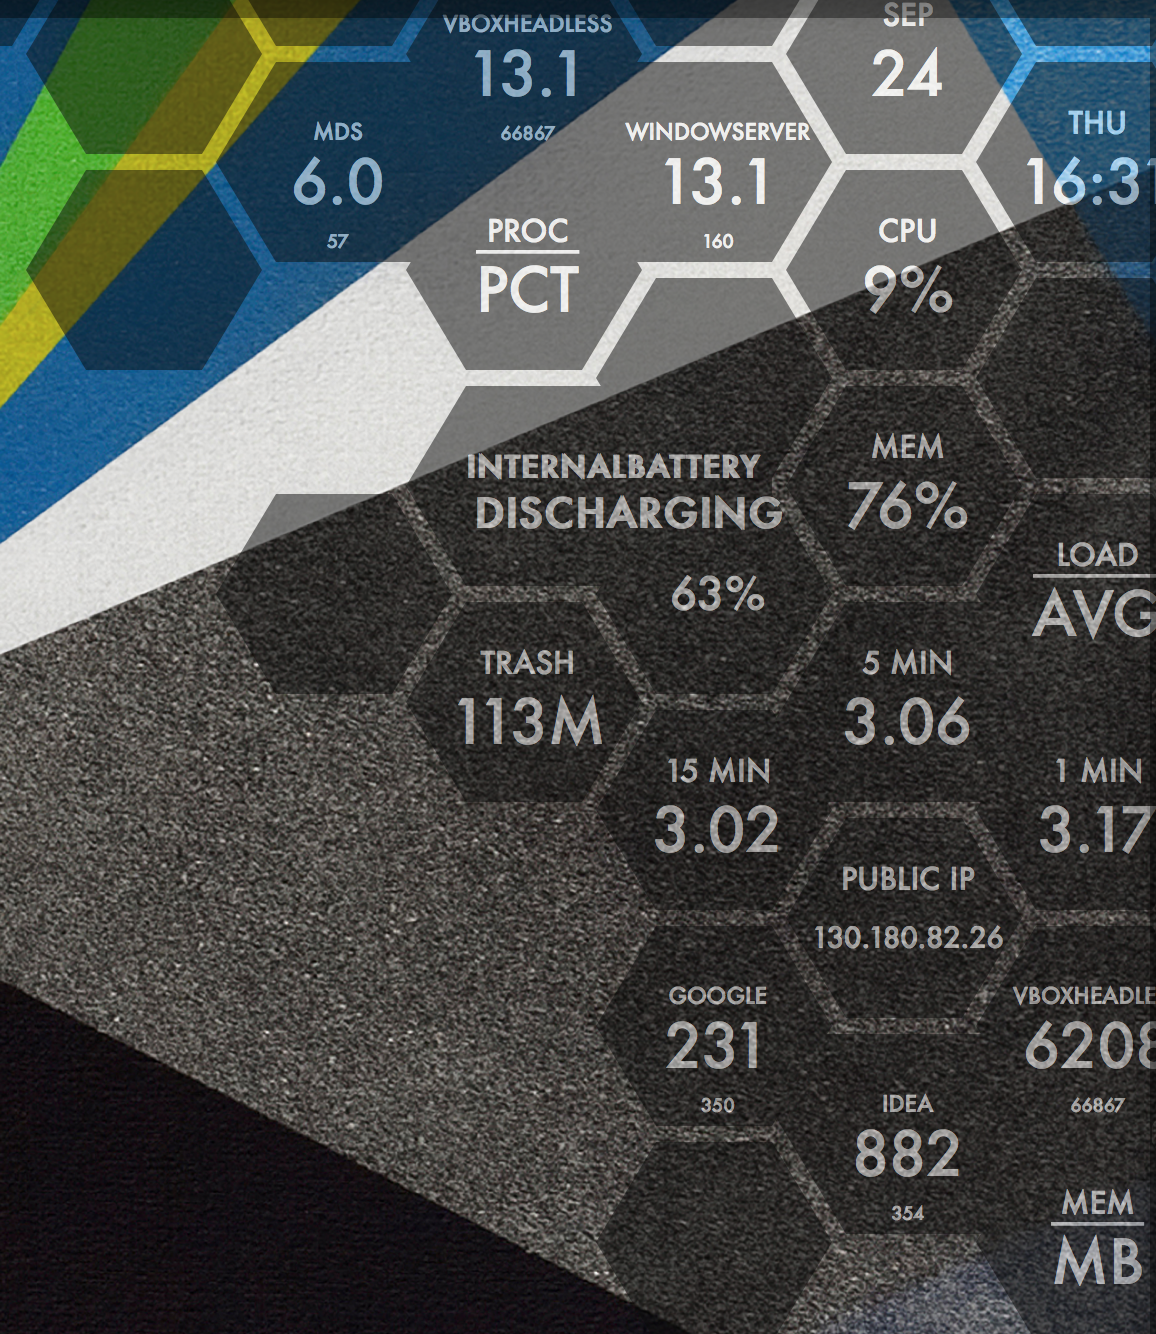 VBOXHEADLESS
13.1
66867
SEP
24
MDS
6.0
57
WINDOWSERVER
13.1
160
THU
16:3
PROC
PCT
CPU
9%
INTERNALBATTERY
DISCHARGING
63%
MEM
76%
LOAD
AVG
TRASH
113M
5 MIN
3.06
15 MIN
3.02
1 MIN
3.17
PUBLIC IP
130.180.82.26
GOOGLE
231
350
VBOXHEADLE
6208
66867
IDEA
882
354
MEM
MB